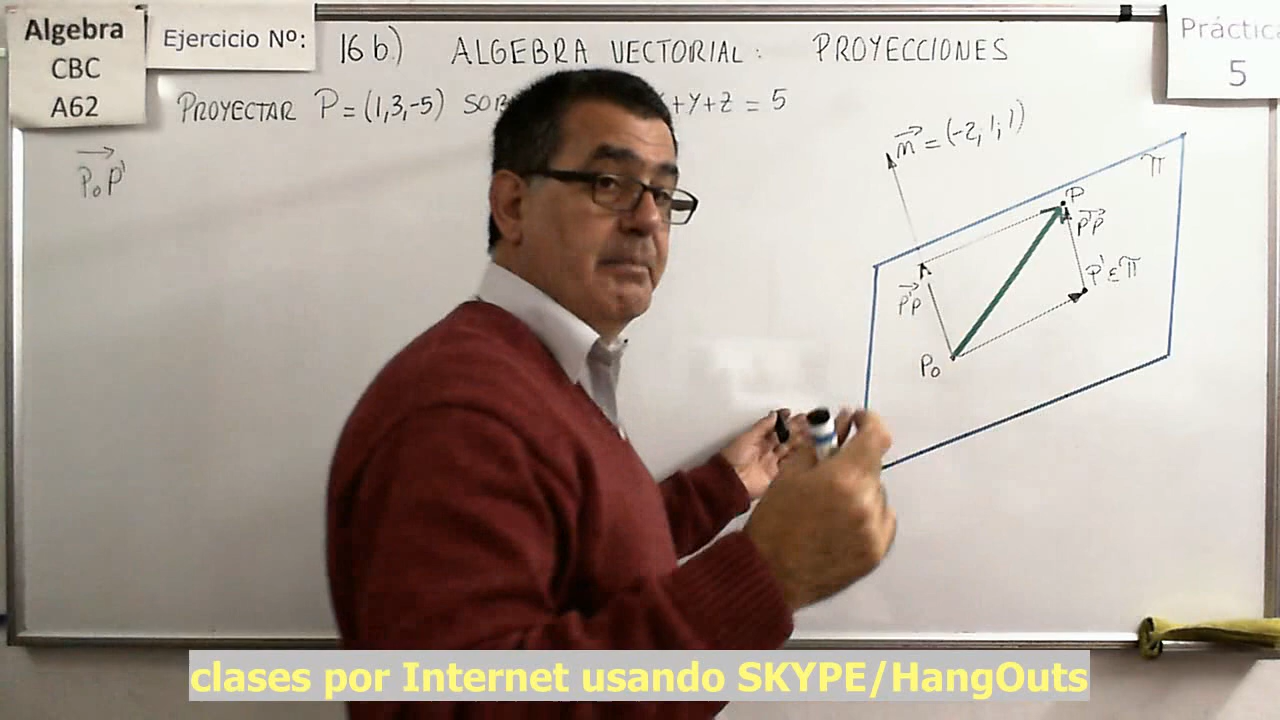 Algebra
CBC
A62
Ejercicio Nº:
16 b.) ALGEBRA VECTORIAL: PROYECCIONES
Práctica
5
PROYECTAR P = (1,3,-5) SOB +Y+Z = 5
P₀P'
n = (-2,1,1)
π
P
P'P
P' ε π
P'P
P₀
clases por Internet usando SKYPE/HangOuts